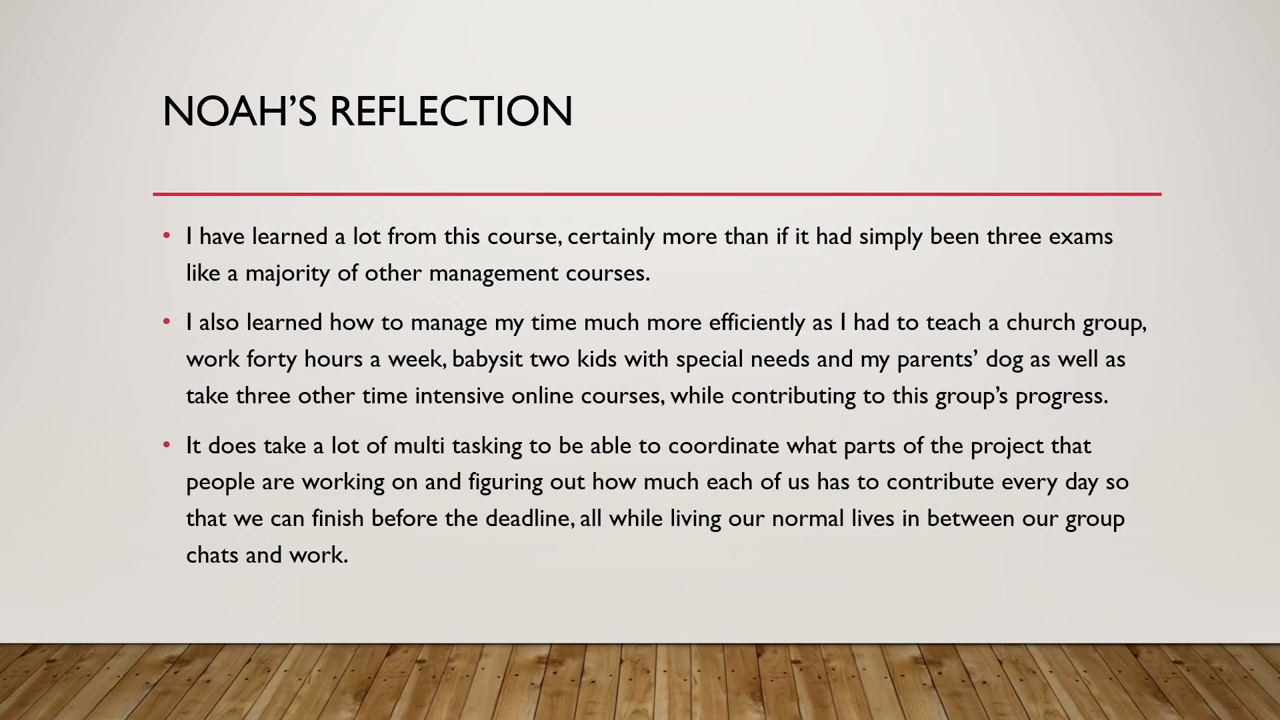 NOAH’S REFLECTION
• I have learned a lot from this course, certainly more than if it had simply been three exams
like a majority of other management courses.
• I also learned how to manage my time much more efficiently as I had to teach a church group,
work forty hours a week, babysit two kids with special needs and my parents’ dog as well as
take three other time intensive online courses, while contributing to this group’s progress.
• It does take a lot of multi tasking to be able to coordinate what parts of the project that
people are working on and figuring out how much each of us has to contribute every day so
that we can finish before the deadline, all while living our normal lives in between our group
chats and work.